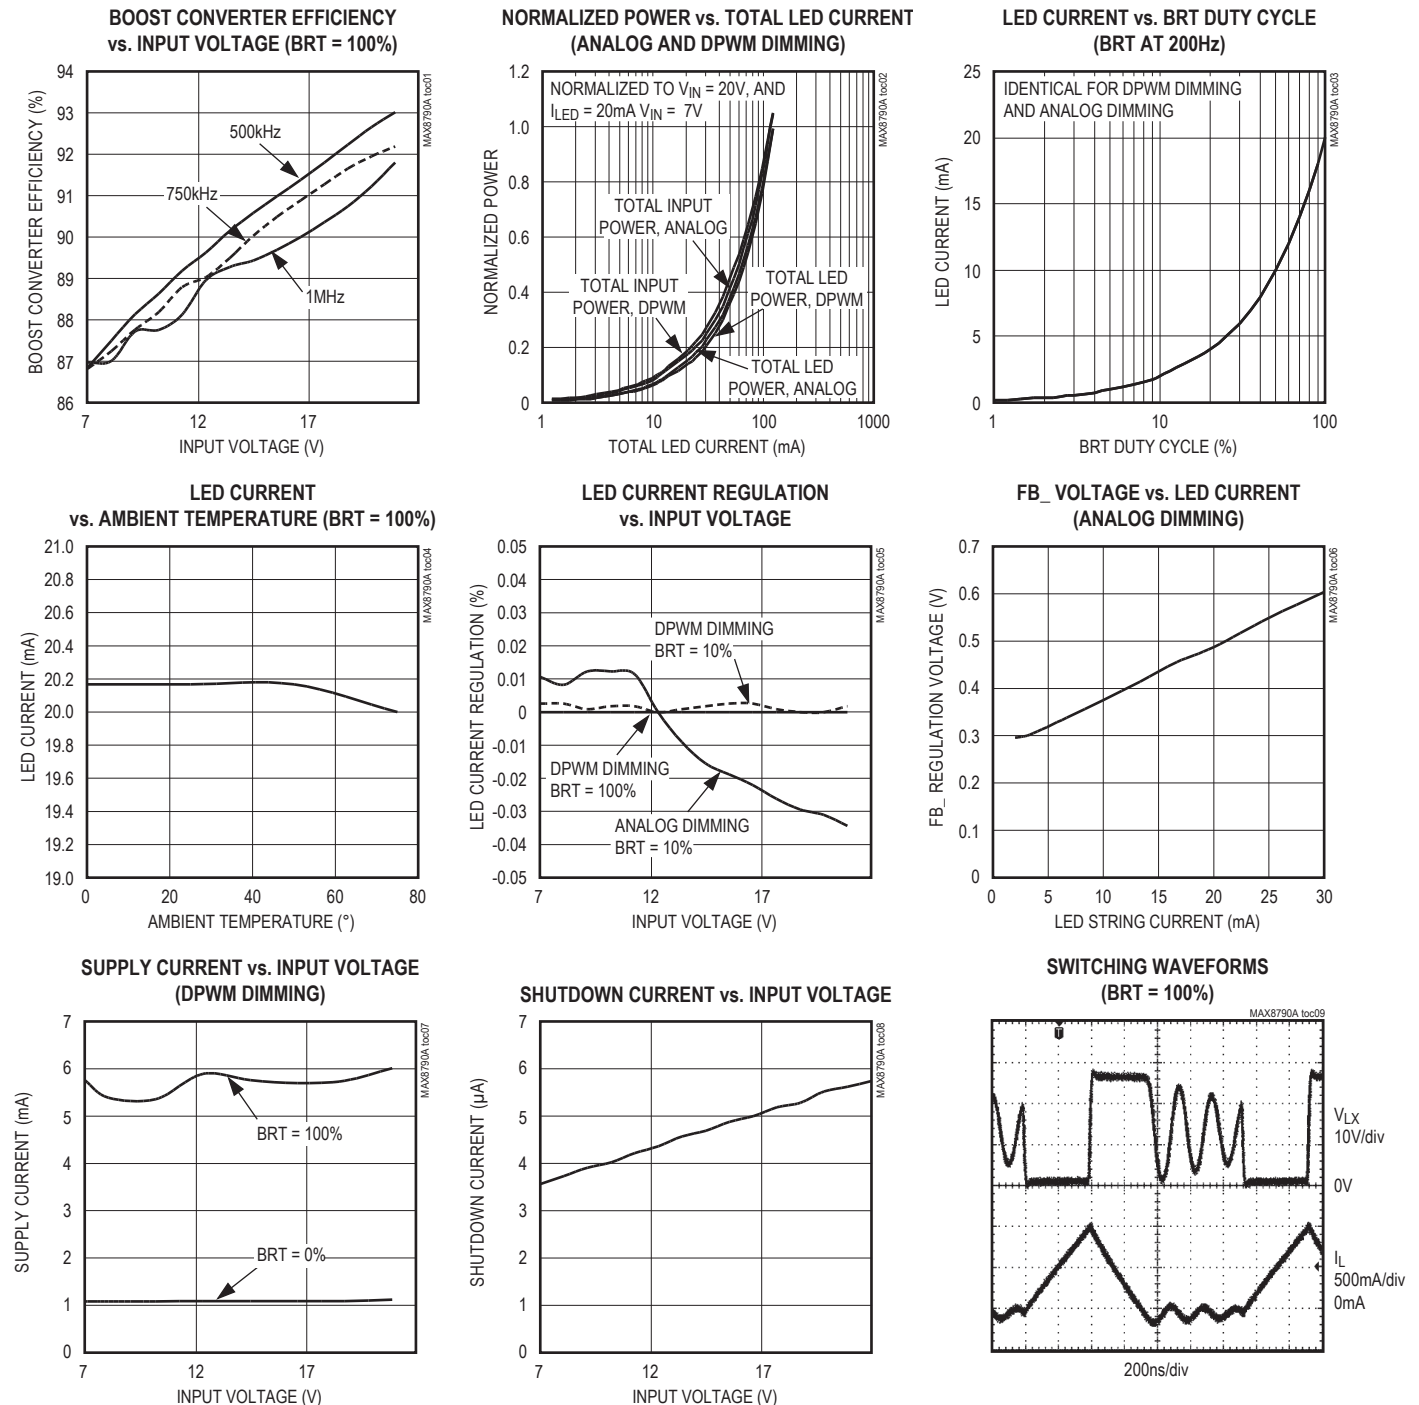 BOOST CONVERTER EFFICIENCY
vs. INPUT VOLTAGE (BRT = 100%)
94
93
92
91
90
89
88
87
86
BOOST CONVERTER EFFICIENCY (%)
500kHz
750kHz
1MHz
MAX8790A toc01
7
12
17
INPUT VOLTAGE (V)
NORMALIZED POWER vs. TOTAL LED CURRENT
(ANALOG AND DPWM DIMMING)
1.2
1.0
0.8
0.6
0.4
0.2
0
NORMALIZED POWER
NORMALIZED TO VIN = 20V, AND
ILED = 20mA VIN = 7V
TOTAL INPUT
POWER, ANALOG
TOTAL INPUT
POWER, DPWM
TOTAL LED
POWER, DPWM
TOTAL LED
POWER, ANALOG
MAX8790A toc02
1
10
100
1000
TOTAL LED CURRENT (mA)
LED CURRENT vs. BRT DUTY CYCLE
(BRT AT 200Hz)
25
20
15
10
5
0
LED CURRENT (mA)
IDENTICAL FOR DPWM DIMMING
AND ANALOG DIMMING
MAX8790A toc03
1
10
100
BRT DUTY CYCLE (%)
LED CURRENT
vs. AMBIENT TEMPERATURE (BRT = 100%)
21.0
20.8
20.6
20.4
20.2
20.0
19.8
19.6
19.4
19.2
19.0
LED CURRENT (mA)
MAX8790A toc04
0
20
40
60
80
AMBIENT TEMPERATURE (°)
LED CURRENT REGULATION
vs. INPUT VOLTAGE
0.05
0.04
0.03
0.02
0.01
0
-0.01
-0.02
-0.03
-0.04
-0.05
LED CURRENT REGULATION (%)
DPWM DIMMING
BRT = 10%
DPWM DIMMING
BRT = 100%
ANALOG DIMMING
BRT = 10%
MAX8790A toc05
7
12
17
INPUT VOLTAGE (V)
FB_ VOLTAGE vs. LED CURRENT
(ANALOG DIMMING)
0.7
0.6
0.5
0.4
0.3
0.2
0.1
0
FB_ REGULATION VOLTAGE (V)
MAX8790A toc06
0
5
10
15
20
25
30
LED STRING CURRENT (mA)
SUPPLY CURRENT vs. INPUT VOLTAGE
(DPWM DIMMING)
7
6
5
4
3
2
1
0
SUPPLY CURRENT (mA)
BRT = 100%
BRT = 0%
MAX8790A toc07
7
12
17
INPUT VOLTAGE (V)
SHUTDOWN CURRENT vs. INPUT VOLTAGE
7
6
5
4
3
2
1
0
SHUTDOWN CURRENT (µA)
MAX8790A toc08
7
12
17
INPUT VOLTAGE (V)
SWITCHING WAVEFORMS
(BRT = 100%)
MAX8790A toc09
T
VLX
10V/div
0V
IL
500mA/div
0mA
200ns/div